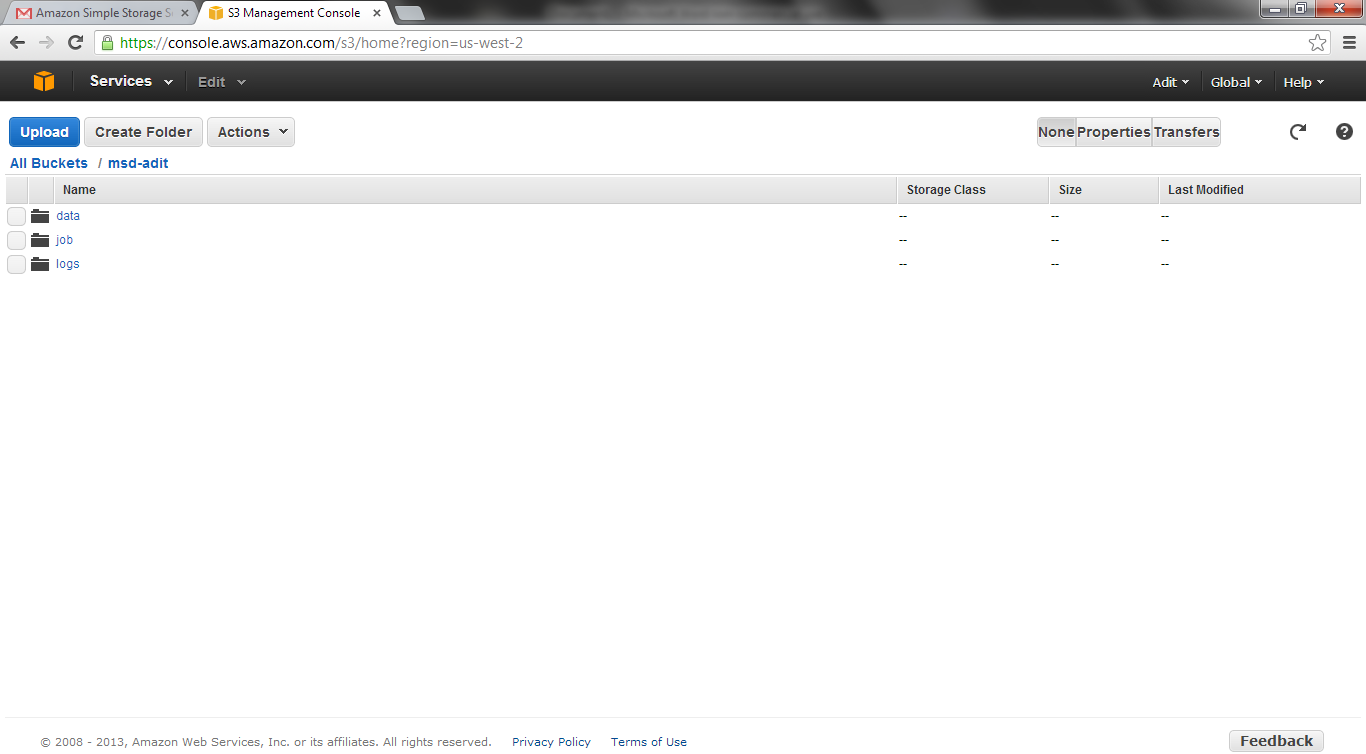 Amazon Simple Storage S
S3 Management Console
https://console.aws.amazon.com/s3/home?region=us-west-2
Services Edit Adit Global Help
Upload Create Folder Actions None Properties Transfers
All Buckets / msd-adit
Name Storage Class Size Last Modified
data -- -- --
job -- -- --
logs -- -- --
© 2008 - 2013, Amazon Web Services, Inc. or its affiliates. All rights reserved. Privacy Policy Terms of Use Feedback